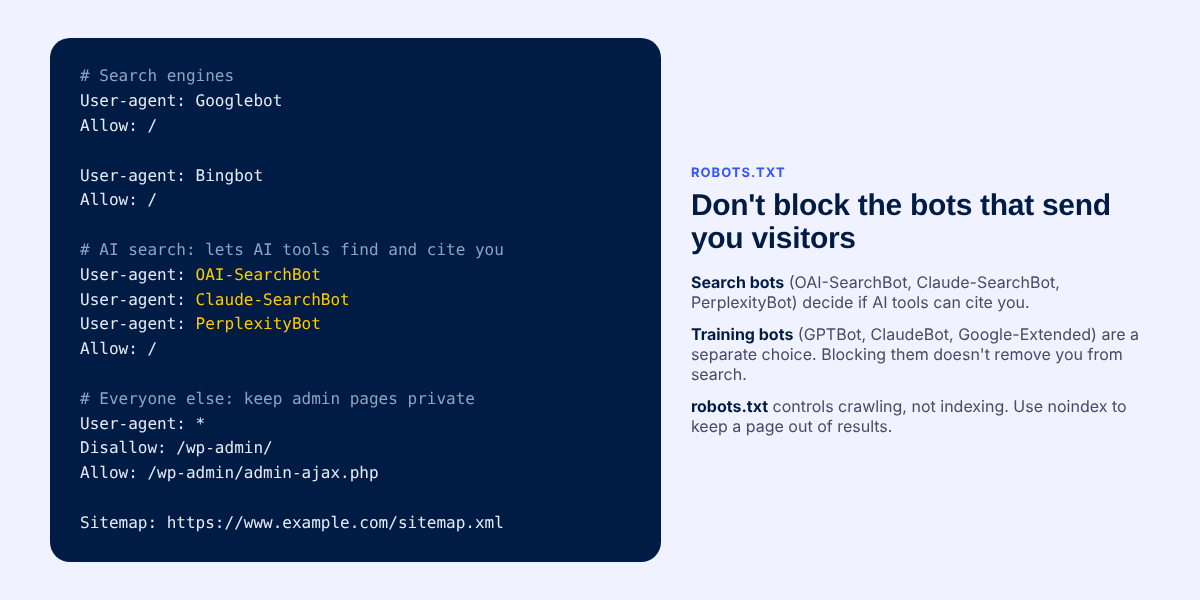 # Search engines
User-agent: Googlebot
Allow: /
User-agent: Bingbot
Allow: /
# AI search: lets AI tools find and cite you
User-agent: OAI-SearchBot
User-agent: Claude-SearchBot
User-agent: PerplexityBot
Allow: /
# Everyone else: keep admin pages private
User-agent: *
Disallow: /wp-admin/
Allow: /wp-admin/admin-ajax.php
Sitemap: https://www.example.com/sitemap.xml
ROBOTS.TXT
Don't block the bots that send
you visitors
Search bots (OAI-SearchBot, Claude-SearchBot,
PerplexityBot) decide if AI tools can cite you.
Training bots (GPTBot, ClaudeBot, Google-Extended) are a
separate choice. Blocking them doesn't remove you from
search.
robots.txt controls crawling, not indexing. Use noindex to
keep a page out of results.